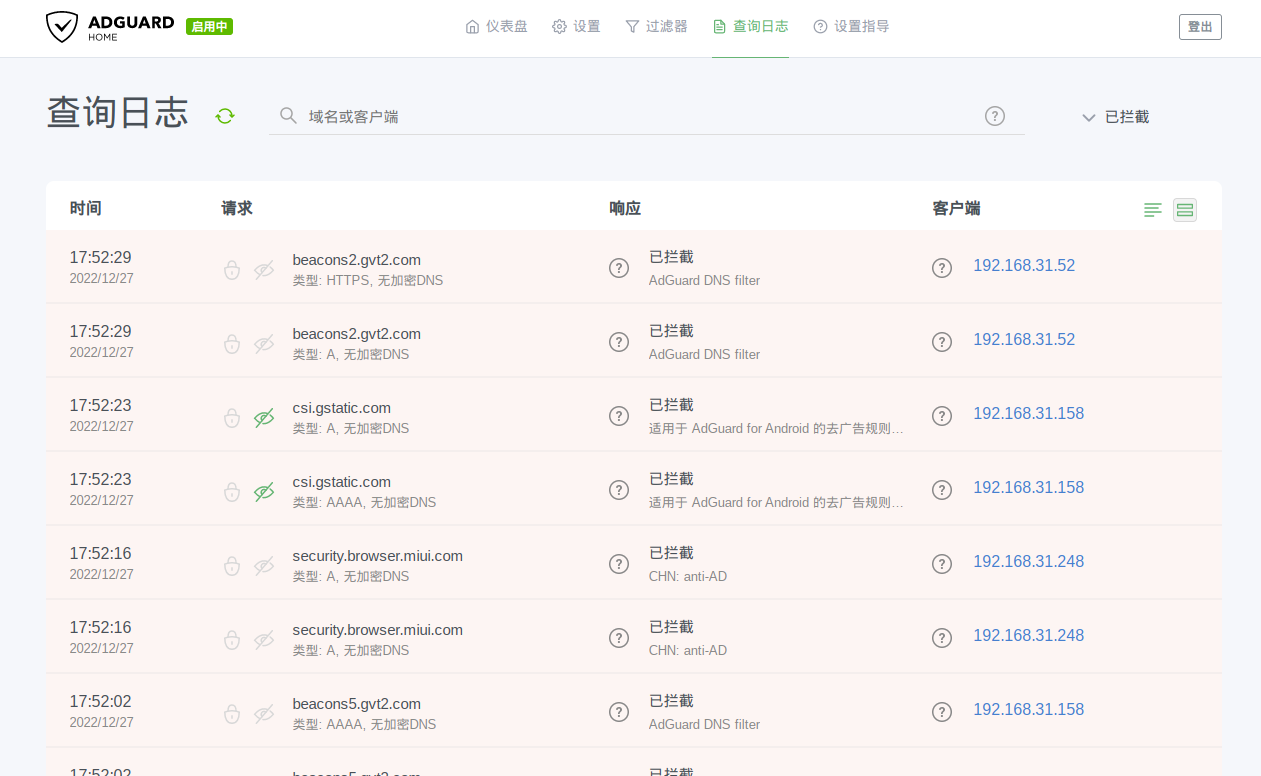 ADGUARD
HOME
启用中
仪表盘
设置
过滤器
查询日志
设置指导
登出
查询日志
域名或客户端
已拦截
时间
请求
响应
客户端
17:52:29
2022/12/27
beacons2.gvt2.com
类型: HTTPS, 无加密DNS
已拦截
AdGuard DNS filter
192.168.31.52
17:52:29
2022/12/27
beacons2.gvt2.com
类型: A, 无加密DNS
已拦截
AdGuard DNS filter
192.168.31.52
17:52:23
2022/12/27
csi.gstatic.com
类型: A, 无加密DNS
已拦截
适用于 AdGuard for Android 的去广告规则…
192.168.31.158
17:52:23
2022/12/27
csi.gstatic.com
类型: AAAA, 无加密DNS
已拦截
适用于 AdGuard for Android 的去广告规则…
192.168.31.158
17:52:16
2022/12/27
security.browser.miui.com
类型: A, 无加密DNS
已拦截
CHN: anti-AD
192.168.31.248
17:52:16
2022/12/27
security.browser.miui.com
类型: A, 无加密DNS
已拦截
CHN: anti-AD
192.168.31.248
17:52:02
2022/12/27
beacons5.gvt2.com
类型: AAAA, 无加密DNS
已拦截
AdGuard DNS filter
192.168.31.158
17:52:02
beacons5.gvt2.com
已拦截